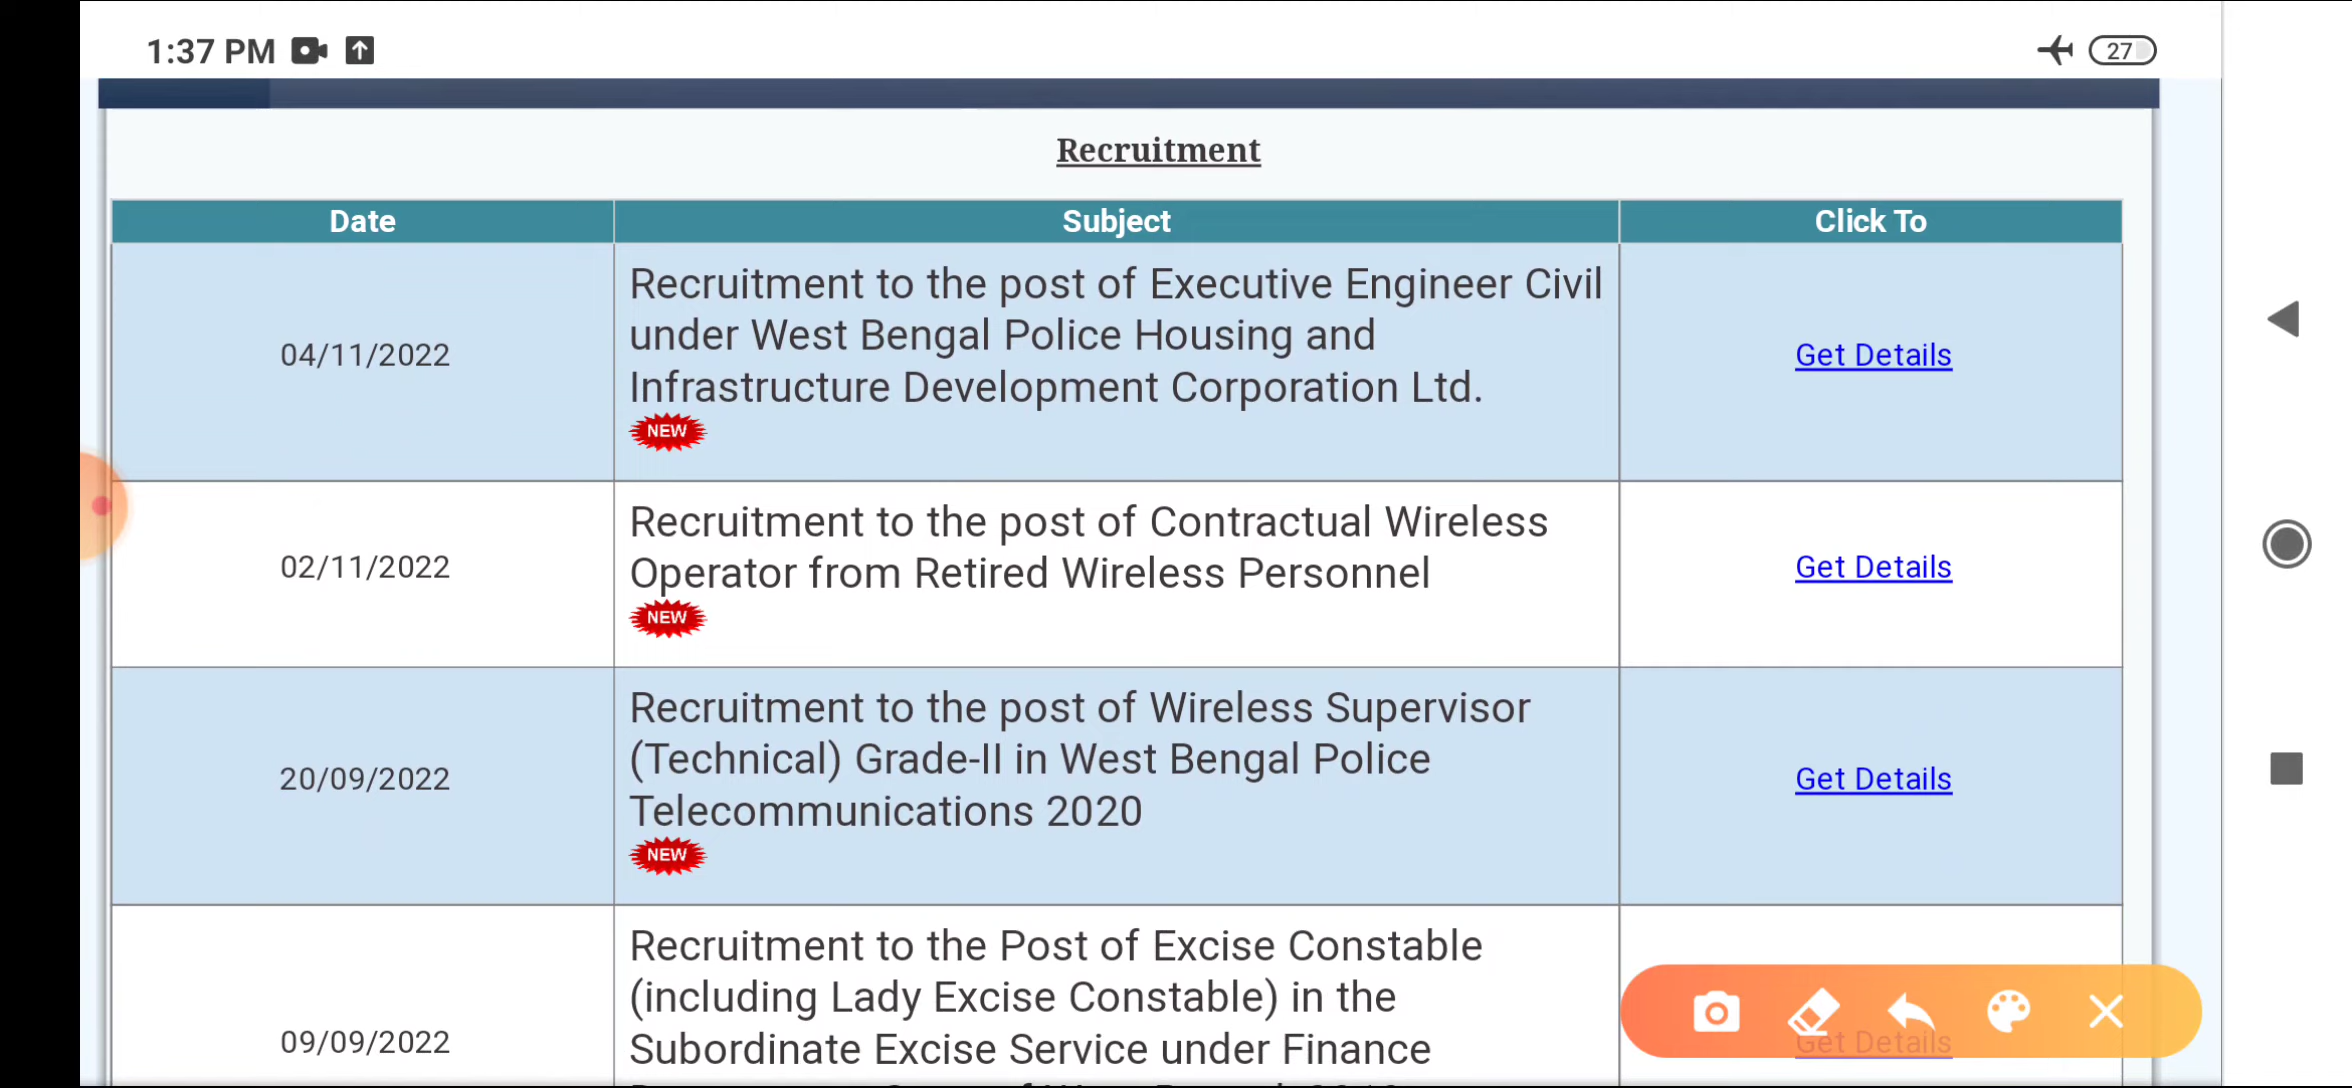 1:37 PM
27
Recruitment
Date
Subject
Click To
04/11/2022
Recruitment to the post of Executive Engineer Civil
under West Bengal Police Housing and
Infrastructure Development Corporation Ltd.
NEW
Get Details
02/11/2022
Recruitment to the post of Contractual Wireless
Operator from Retired Wireless Personnel
NEW
Get Details
20/09/2022
Recruitment to the post of Wireless Supervisor
(Technical) Grade-II in West Bengal Police
Telecommunications 2020
NEW
Get Details
09/09/2022
Recruitment to the Post of Excise Constable
(including Lady Excise Constable) in the
Subordinate Excise Service under Finance
Get Details